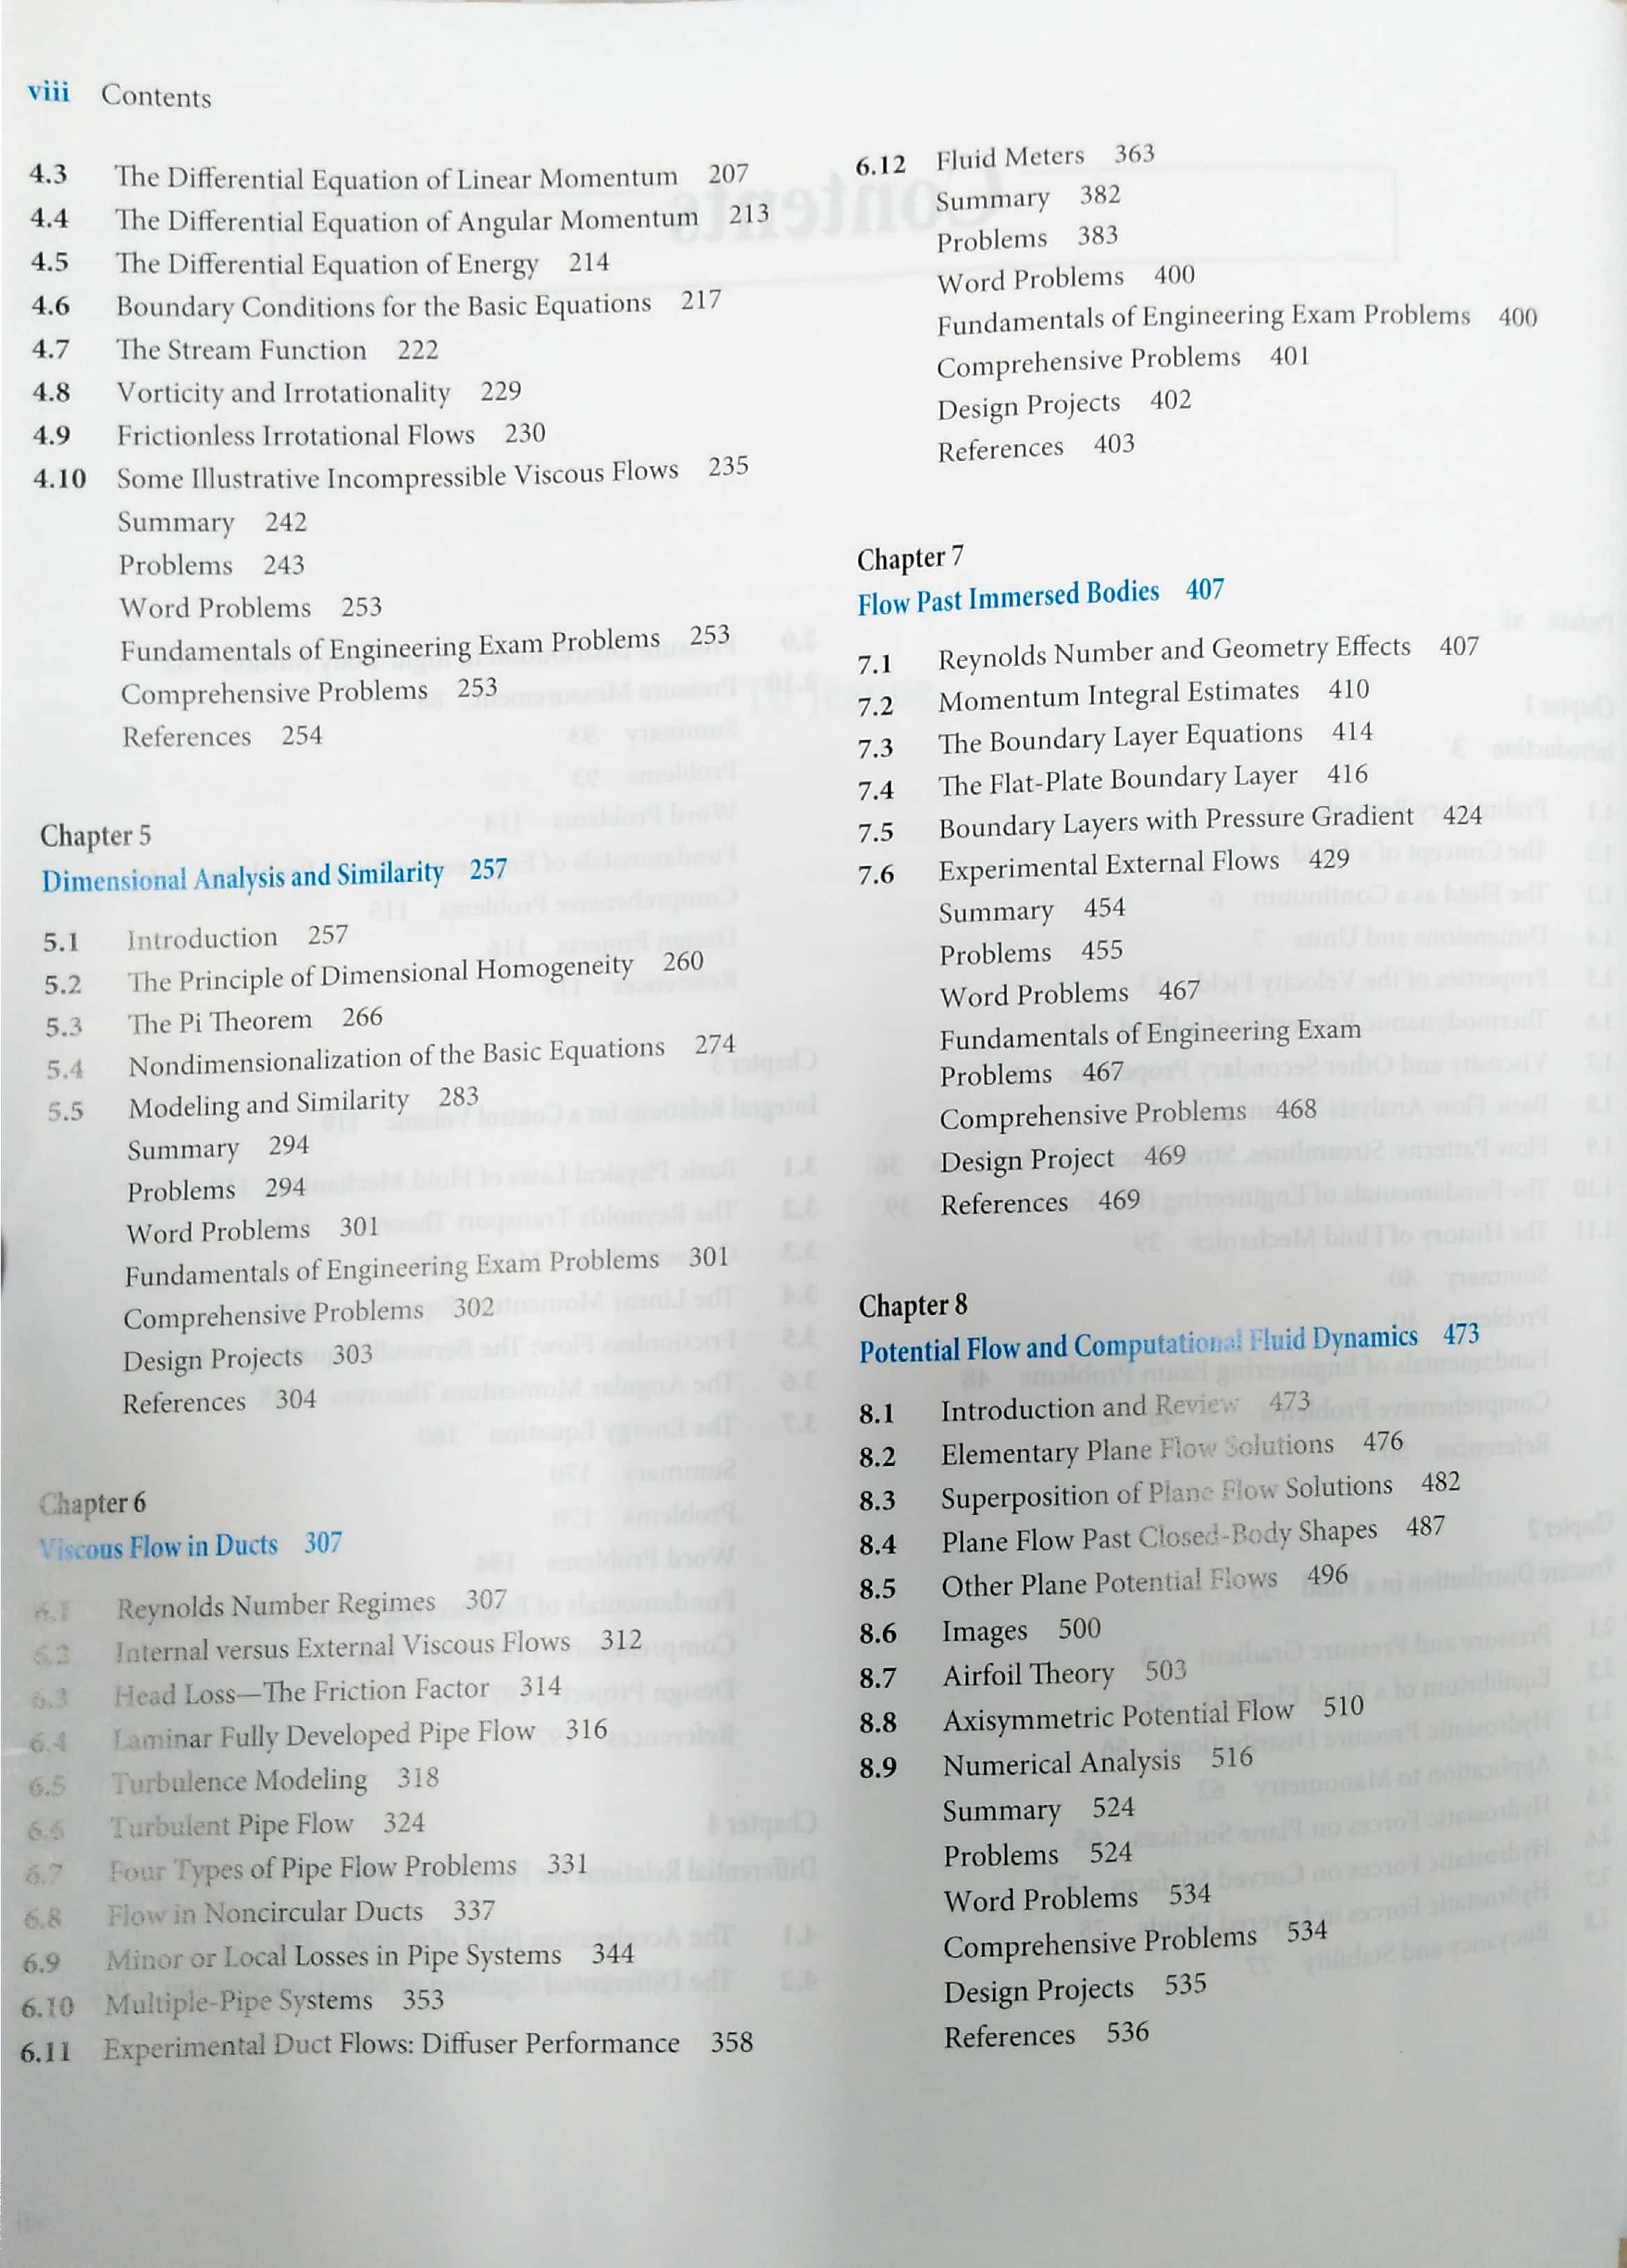 viii Contents
4.3 The Differential Equation of Linear Momentum 207
4.4 The Differential Equation of Angular Momentum 213
4.5 The Differential Equation of Energy 214
4.6 Boundary Conditions for the Basic Equations 217
4.7 The Stream Function 222
4.8 Vorticity and Irrotationality 229
4.9 Frictionless Irrotational Flows 230
4.10 Some Illustrative Incompressible Viscous Flows 235
Summary 242
Problems 243
Word Problems 253
Fundamentals of Engineering Exam Problems 253
Comprehensive Problems 253
References 254
Chapter 5
Dimensional Analysis and Similarity 257
5.1 Introduction 257
5.2 The Principle of Dimensional Homogeneity 260
5.3 The Pi Theorem 266
5.4 Nondimensionalization of the Basic Equations 274
5.5 Modeling and Similarity 283
Summary 294
Problems 294
Word Problems 301
Fundamentals of Engineering Exam Problems 301
Comprehensive Problems 302
Design Projects 303
References 304
Chapter 6
Viscous Flow in Ducts 307
6.1 Reynolds Number Regimes 307
6.2 Internal versus External Viscous Flows 312
6.3 Head Loss—The Friction Factor 314
6.4 Laminar Fully Developed Pipe Flow 316
6.5 Turbulence Modeling 318
6.6 Turbulent Pipe Flow 324
6.7 Four Types of Pipe Flow Problems 331
6.8 Flow in Noncircular Ducts 337
6.9 Minor or Local Losses in Pipe Systems 344
6.10 Multiple-Pipe Systems 353
6.11 Experimental Duct Flows: Diffuser Performance 358
6.12 Fluid Meters 363
Summary 382
Problems 383
Word Problems 400
Fundamentals of Engineering Exam Problems 400
Comprehensive Problems 401
Design Projects 402
References 403
Chapter 7
Flow Past Immersed Bodies 407
7.1 Reynolds Number and Geometry Effects 407
7.2 Momentum Integral Estimates 410
7.3 The Boundary Layer Equations 414
7.4 The Flat-Plate Boundary Layer 416
7.5 Boundary Layers with Pressure Gradient 424
7.6 Experimental External Flows 429
Summary 454
Problems 455
Word Problems 467
Fundamentals of Engineering Exam
Problems 467
Comprehensive Problems 468
Design Project 469
References 469
Chapter 8
Potential Flow and Computational Fluid Dynamics 473
8.1 Introduction and Review 473
8.2 Elementary Plane Flow Solutions 476
8.3 Superposition of Plane Flow Solutions 482
8.4 Plane Flow Past Closed-Body Shapes 487
8.5 Other Plane Potential Flows 496
8.6 Images 500
8.7 Airfoil Theory 503
8.8 Axisymmetric Potential Flow 510
8.9 Numerical Analysis 516
Summary 524
Problems 524
Word Problems 534
Comprehensive Problems 534
Design Projects 535
References 536